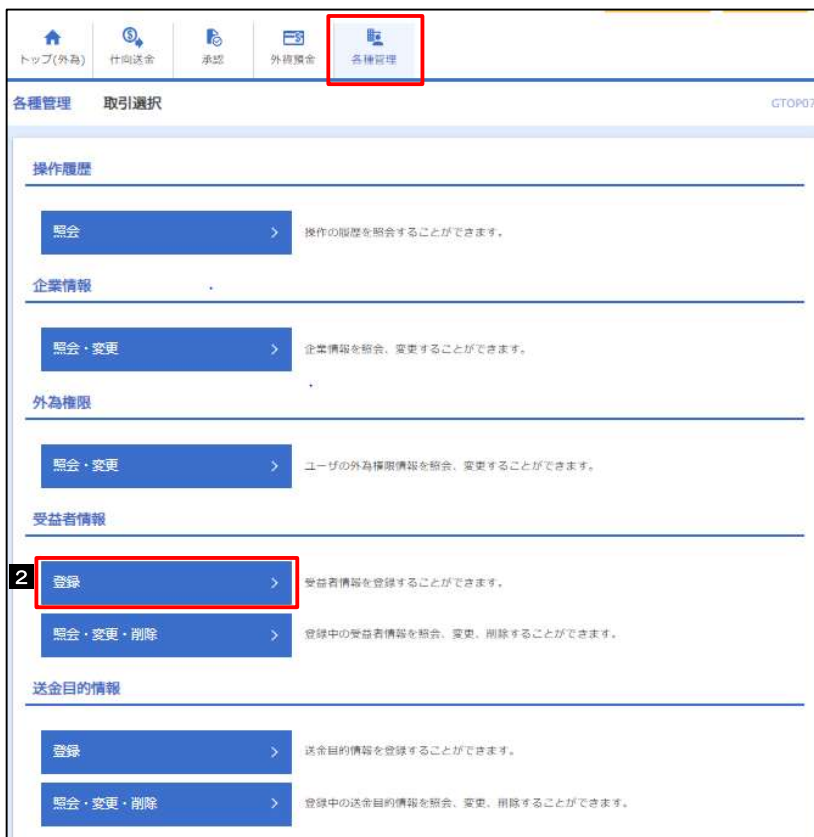 トップ(外為) 仕向送金 承認 外貨預金 各種管理
各種管理 取引選択 GTOP07
操作履歴
照会 操作の履歴を照会することができます。
企業情報
照会・変更 企業情報を照会、変更することができます。
外為権限
照会・変更 ユーザの外為権限情報を照会、変更することができます。
受益者情報
2 登録 受益者情報を登録することができます。
照会・変更・削除 登録中の受益者情報を照会、変更、削除することができます。
送金目的情報
登録 送金目的情報を登録することができます。
照会・変更・削除 登録中の送金目的情報を照会、変更、削除することができます。